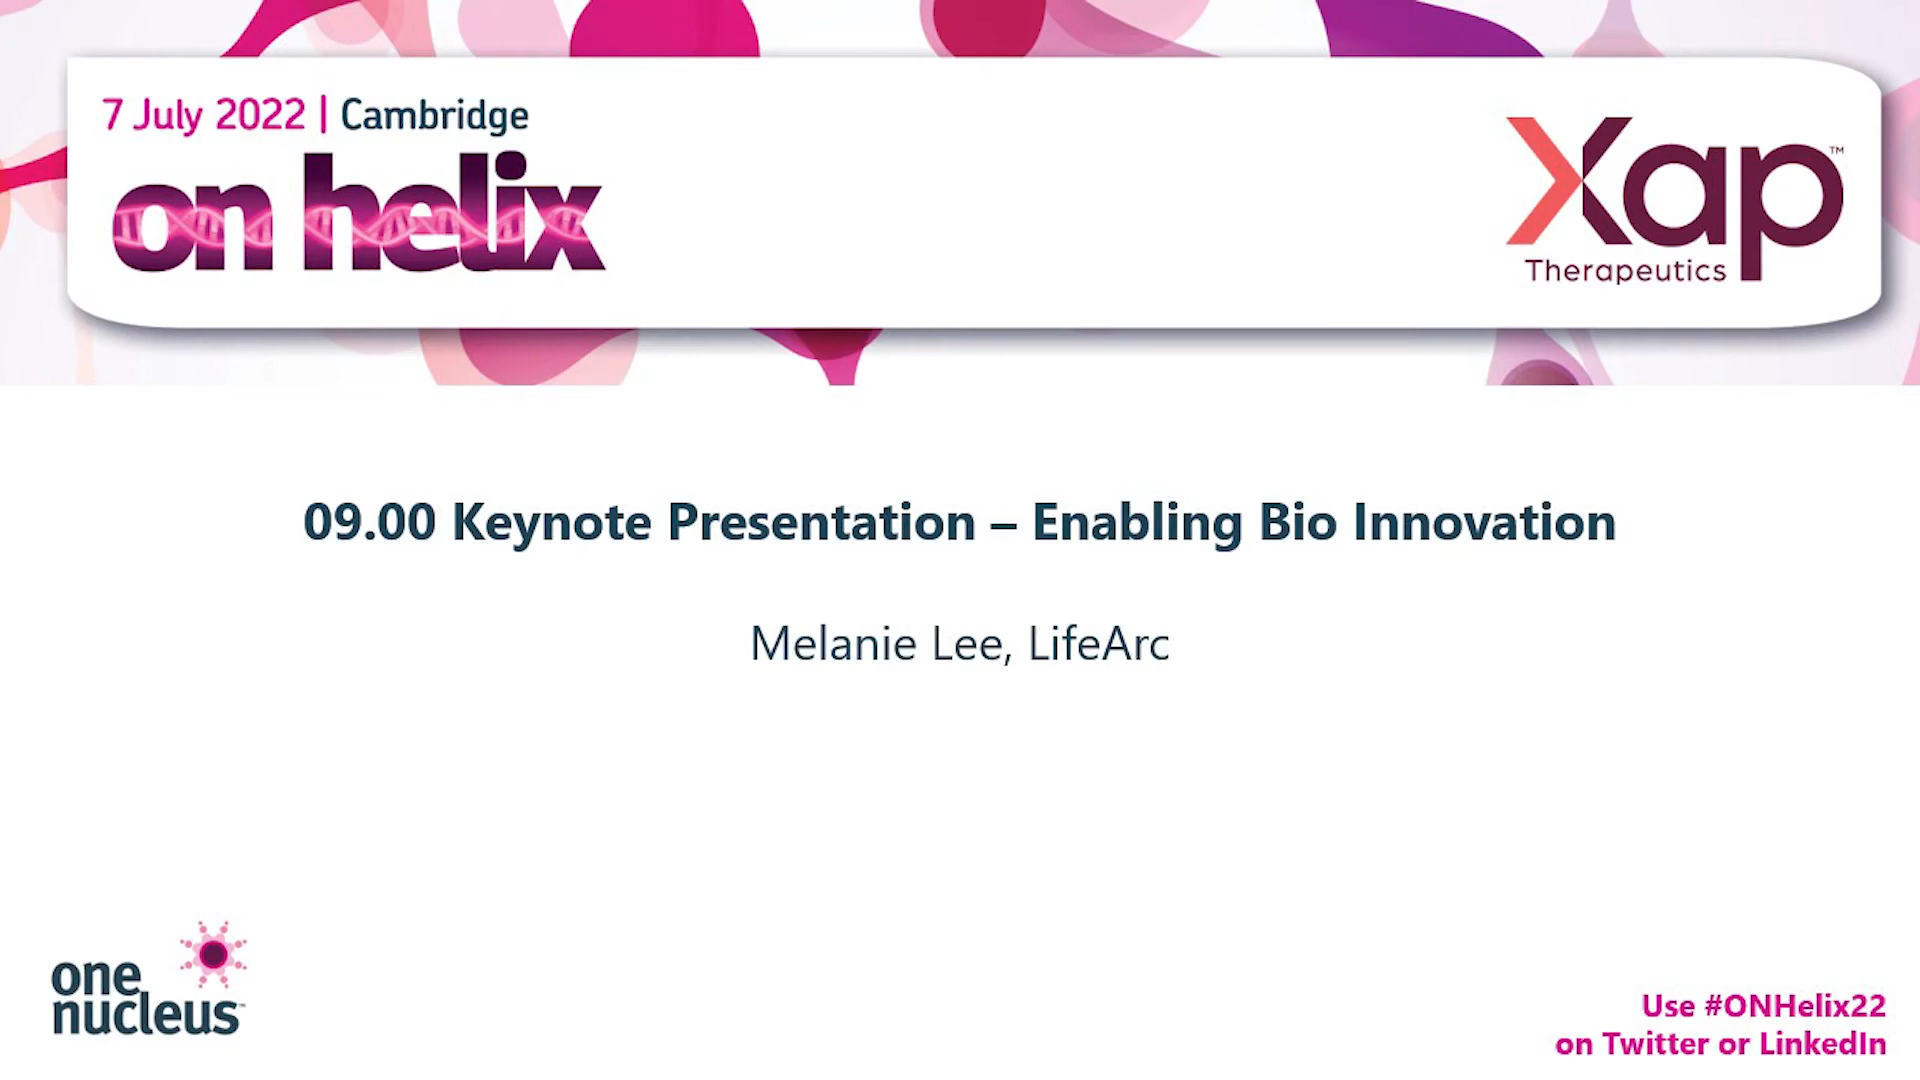 7 July 2022 | Cambridge
on helix
Xap™
Therapeutics
09.00 Keynote Presentation – Enabling Bio Innovation
Melanie Lee, LifeArc
one
nucleus™
Use #ONHelix22
on Twitter or LinkedIn